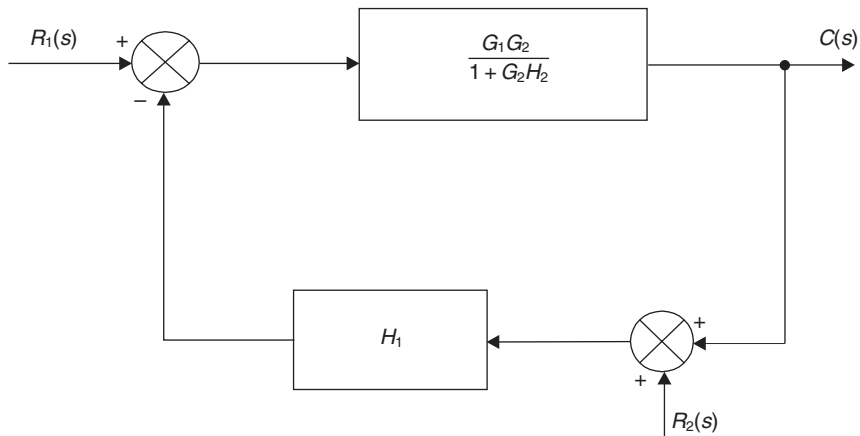 R₁(s)
+
−
G₁G₂
1 + G₂H₂
C(s)
H₁
+
+
R₂(s)